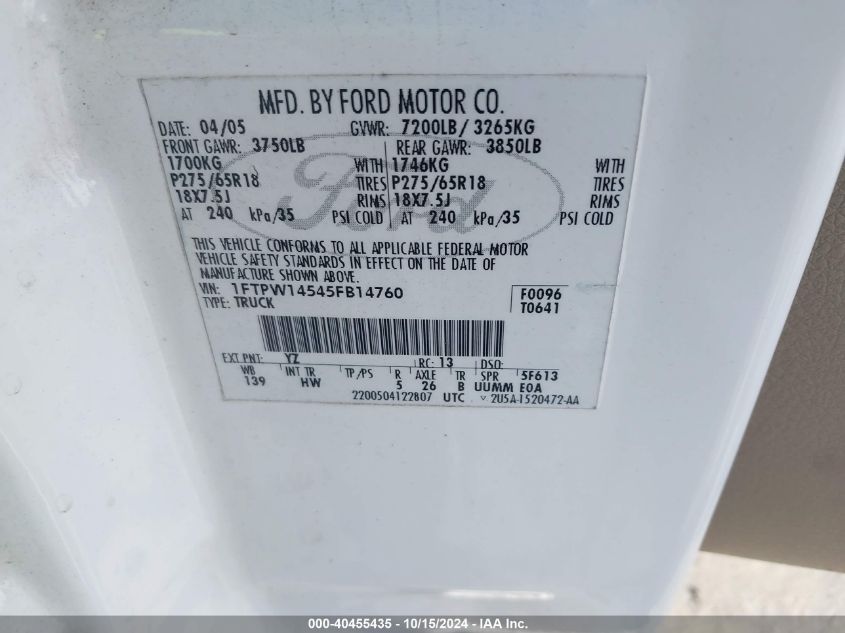 MFD. BY FORD MOTOR CO.
DATE: 04/05 GVWR: 7200LB/ 3265KG
FRONT GAWR: 3750LB REAR GAWR: 3850LB
1700KG WITH 1746KG WITH
P275/65R18 TIRES P275/65R18 TIRES
18X7.5J RIMS 18X7.5J RIMS
AT 240 kPa/35 PSI COLD AT 240 kPa/35 PSI COLD
Ford
THIS VEHICLE CONFORMS TO ALL APPLICABLE FEDERAL MOTOR
VEHICLE SAFETY STANDARDS IN EFFECT ON THE DATE OF
MANUFACTURE SHOWN ABOVE.
VIN: 1FTPW14545FB14760 F0096
TYPE: TRUCK T0641
EXT PNT: YZ RC: 13 DSO:
WB INT TR TP/PS R AXLE TR SPR 5F613
139 HW 5 26 B UUMM EOA
2200504122807 UTC V 2U5A-1520472-AA
000-40455435 - 10/15/2024 - IAA Inc.